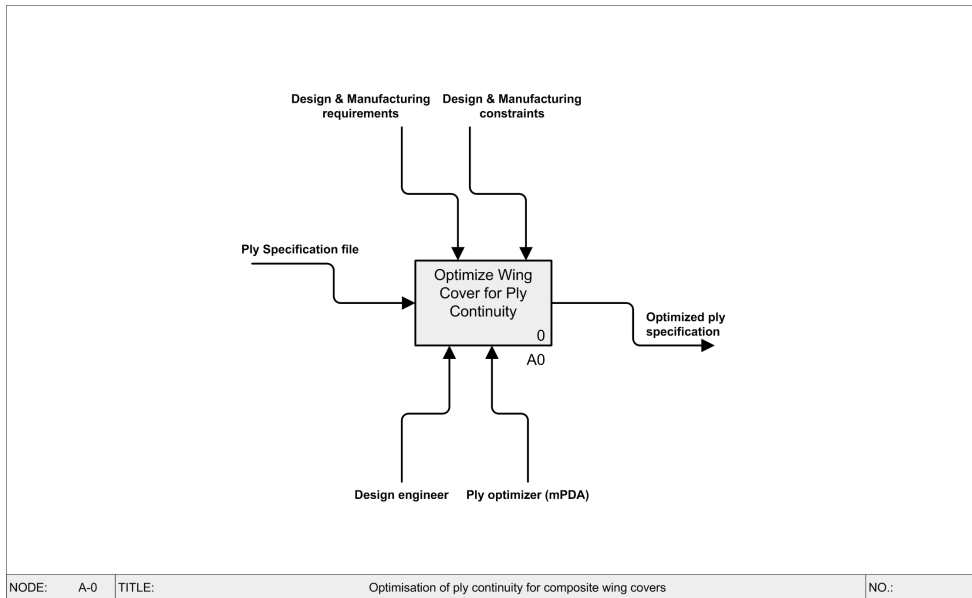 Design & Manufacturing
requirements
Design & Manufacturing
constraints
Ply Specification file
Optimize Wing
Cover for Ply
Continuity
0
A0
Optimized ply
specification
Design engineer
Ply optimizer (mPDA)
NODE: A-0 TITLE: Optimisation of ply continuity for composite wing covers NO.: